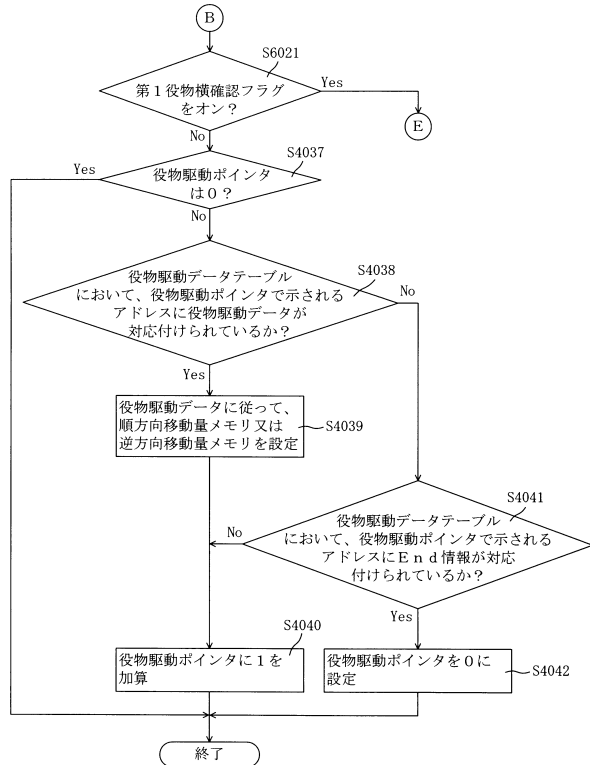 B
S6021
第１役物横確認フラグ
をオン？
Yes
E
No
S4037
Yes
役物駆動ポインタ
は０？
No
S4038
役物駆動データテーブル
において、役物駆動ポインタで示される
アドレスに役物駆動データが
対応付けられているか？
No
Yes
役物駆動データに従って、
順方向移動量メモリ又は
逆方向移動量メモリを設定
S4039
S4041
役物駆動データテーブル
において、役物駆動ポインタで示される
アドレスにＥｎｄ情報が対応
付けられているか？
No
Yes
S4040
役物駆動ポインタに１を
加算
役物駆動ポインタを０に
設定
S4042
終了